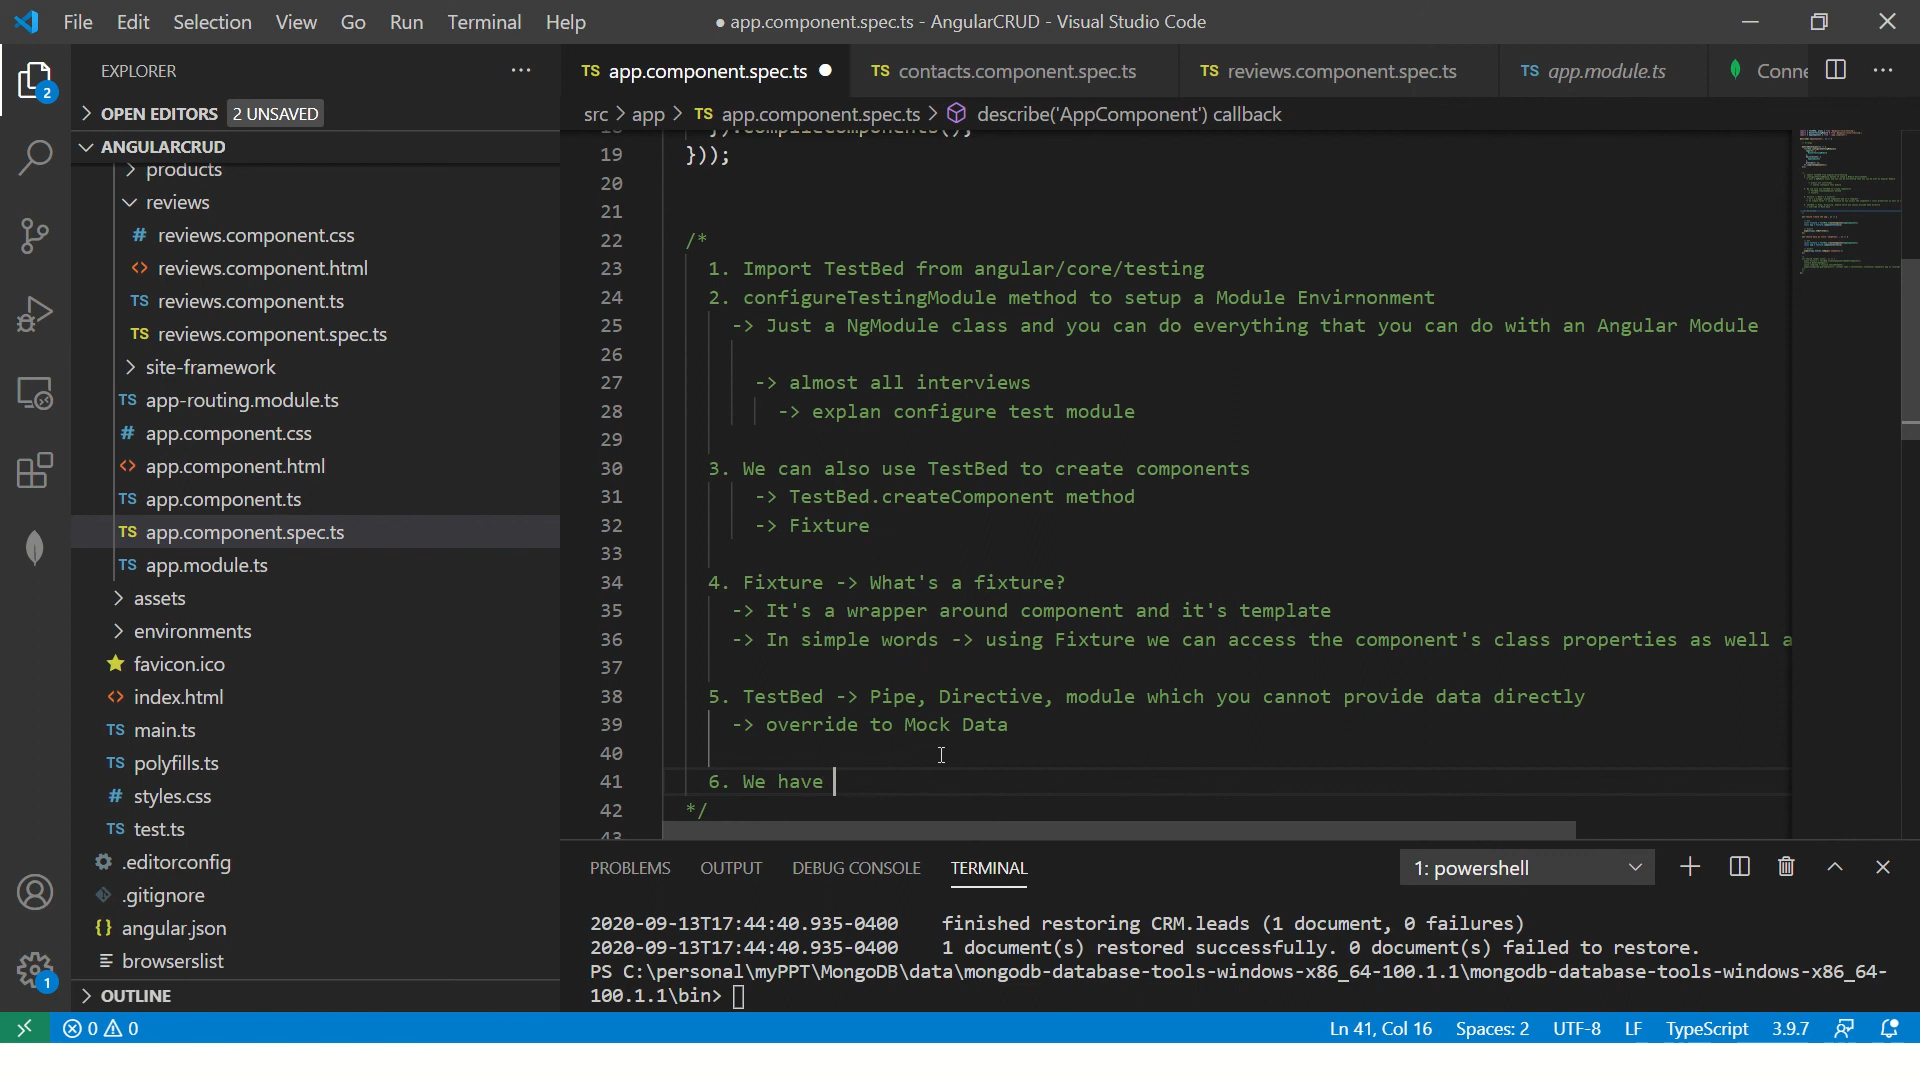 File Edit Selection View Go Run Terminal Help
● app.component.spec.ts - AngularCRUD - Visual Studio Code
EXPLORER
2
OPEN EDITORS 2 UNSAVED
ANGULARCRUD
products
reviews
# reviews.component.css
<> reviews.component.html
TS reviews.component.ts
TS reviews.component.spec.ts
site-framework
TS app-routing.module.ts
# app.component.css
<> app.component.html
TS app.component.ts
TS app.component.spec.ts
TS app.module.ts
assets
environments
favicon.ico
<> index.html
TS main.ts
TS polyfills.ts
# styles.css
TS test.ts
.editorconfig
.gitignore
{} angular.json
browserslist
OUTLINE
1
TS app.component.spec.ts ● TS contacts.component.spec.ts TS reviews.component.spec.ts TS app.module.ts Conne
src > app > TS app.component.spec.ts > describe('AppComponent') callback
18 }).compileComponents();
19 }));
20
21
22 /*
23 1. Import TestBed from angular/core/testing
24 2. configureTestingModule method to setup a Module Envirnonment
25 -> Just a NgModule class and you can do everything that you can do with an Angular Module
26
27 -> almost all interviews
28 -> explan configure test module
29
30 3. We can also use TestBed to create components
31 -> TestBed.createComponent method
32 -> Fixture
33
34 4. Fixture -> What's a fixture?
35 -> It's a wrapper around component and it's template
36 -> In simple words -> using Fixture we can access the component's class properties as well a
37
38 5. TestBed -> Pipe, Directive, module which you cannot provide data directly
39 -> override to Mock Data
40
41 6. We have
42 */
43
PROBLEMS OUTPUT DEBUG CONSOLE TERMINAL 1: powershell
2020-09-13T17:44:40.935-0400 finished restoring CRM.leads (1 document, 0 failures)
2020-09-13T17:44:40.935-0400 1 document(s) restored successfully. 0 document(s) failed to restore.
PS C:\personal\myPPT\MongoDB\data\mongodb-database-tools-windows-x86_64-100.1.1\mongodb-database-tools-windows-x86_64-
100.1.1\bin>
0 0 Ln 41, Col 16 Spaces: 2 UTF-8 LF TypeScript 3.9.7